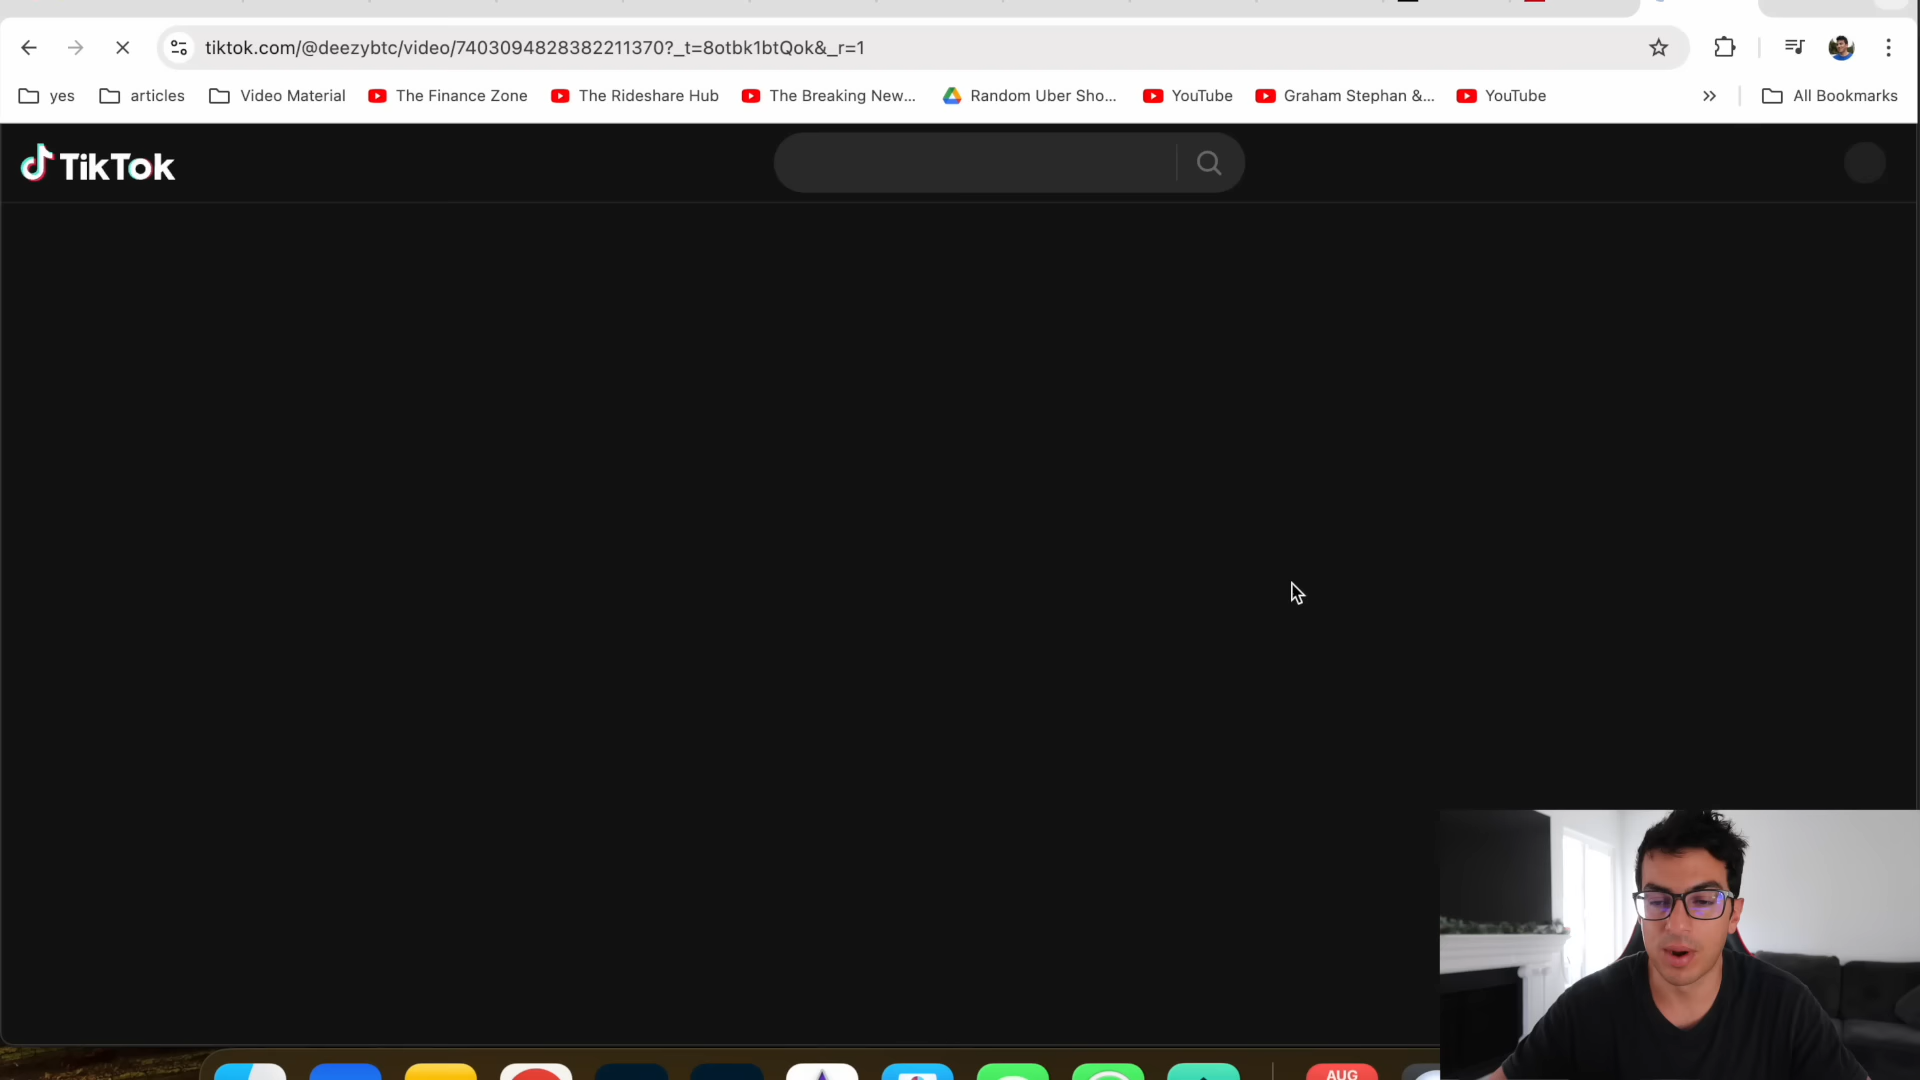 tiktok.com/@deezybtc/video/7403094828382211370?_t=8otbk1btQok&_r=1
yes articles Video Material The Finance Zone The Rideshare Hub The Breaking New... Random Uber Sho... YouTube Graham Stephan &... YouTube All Bookmarks
TikTok
AUG